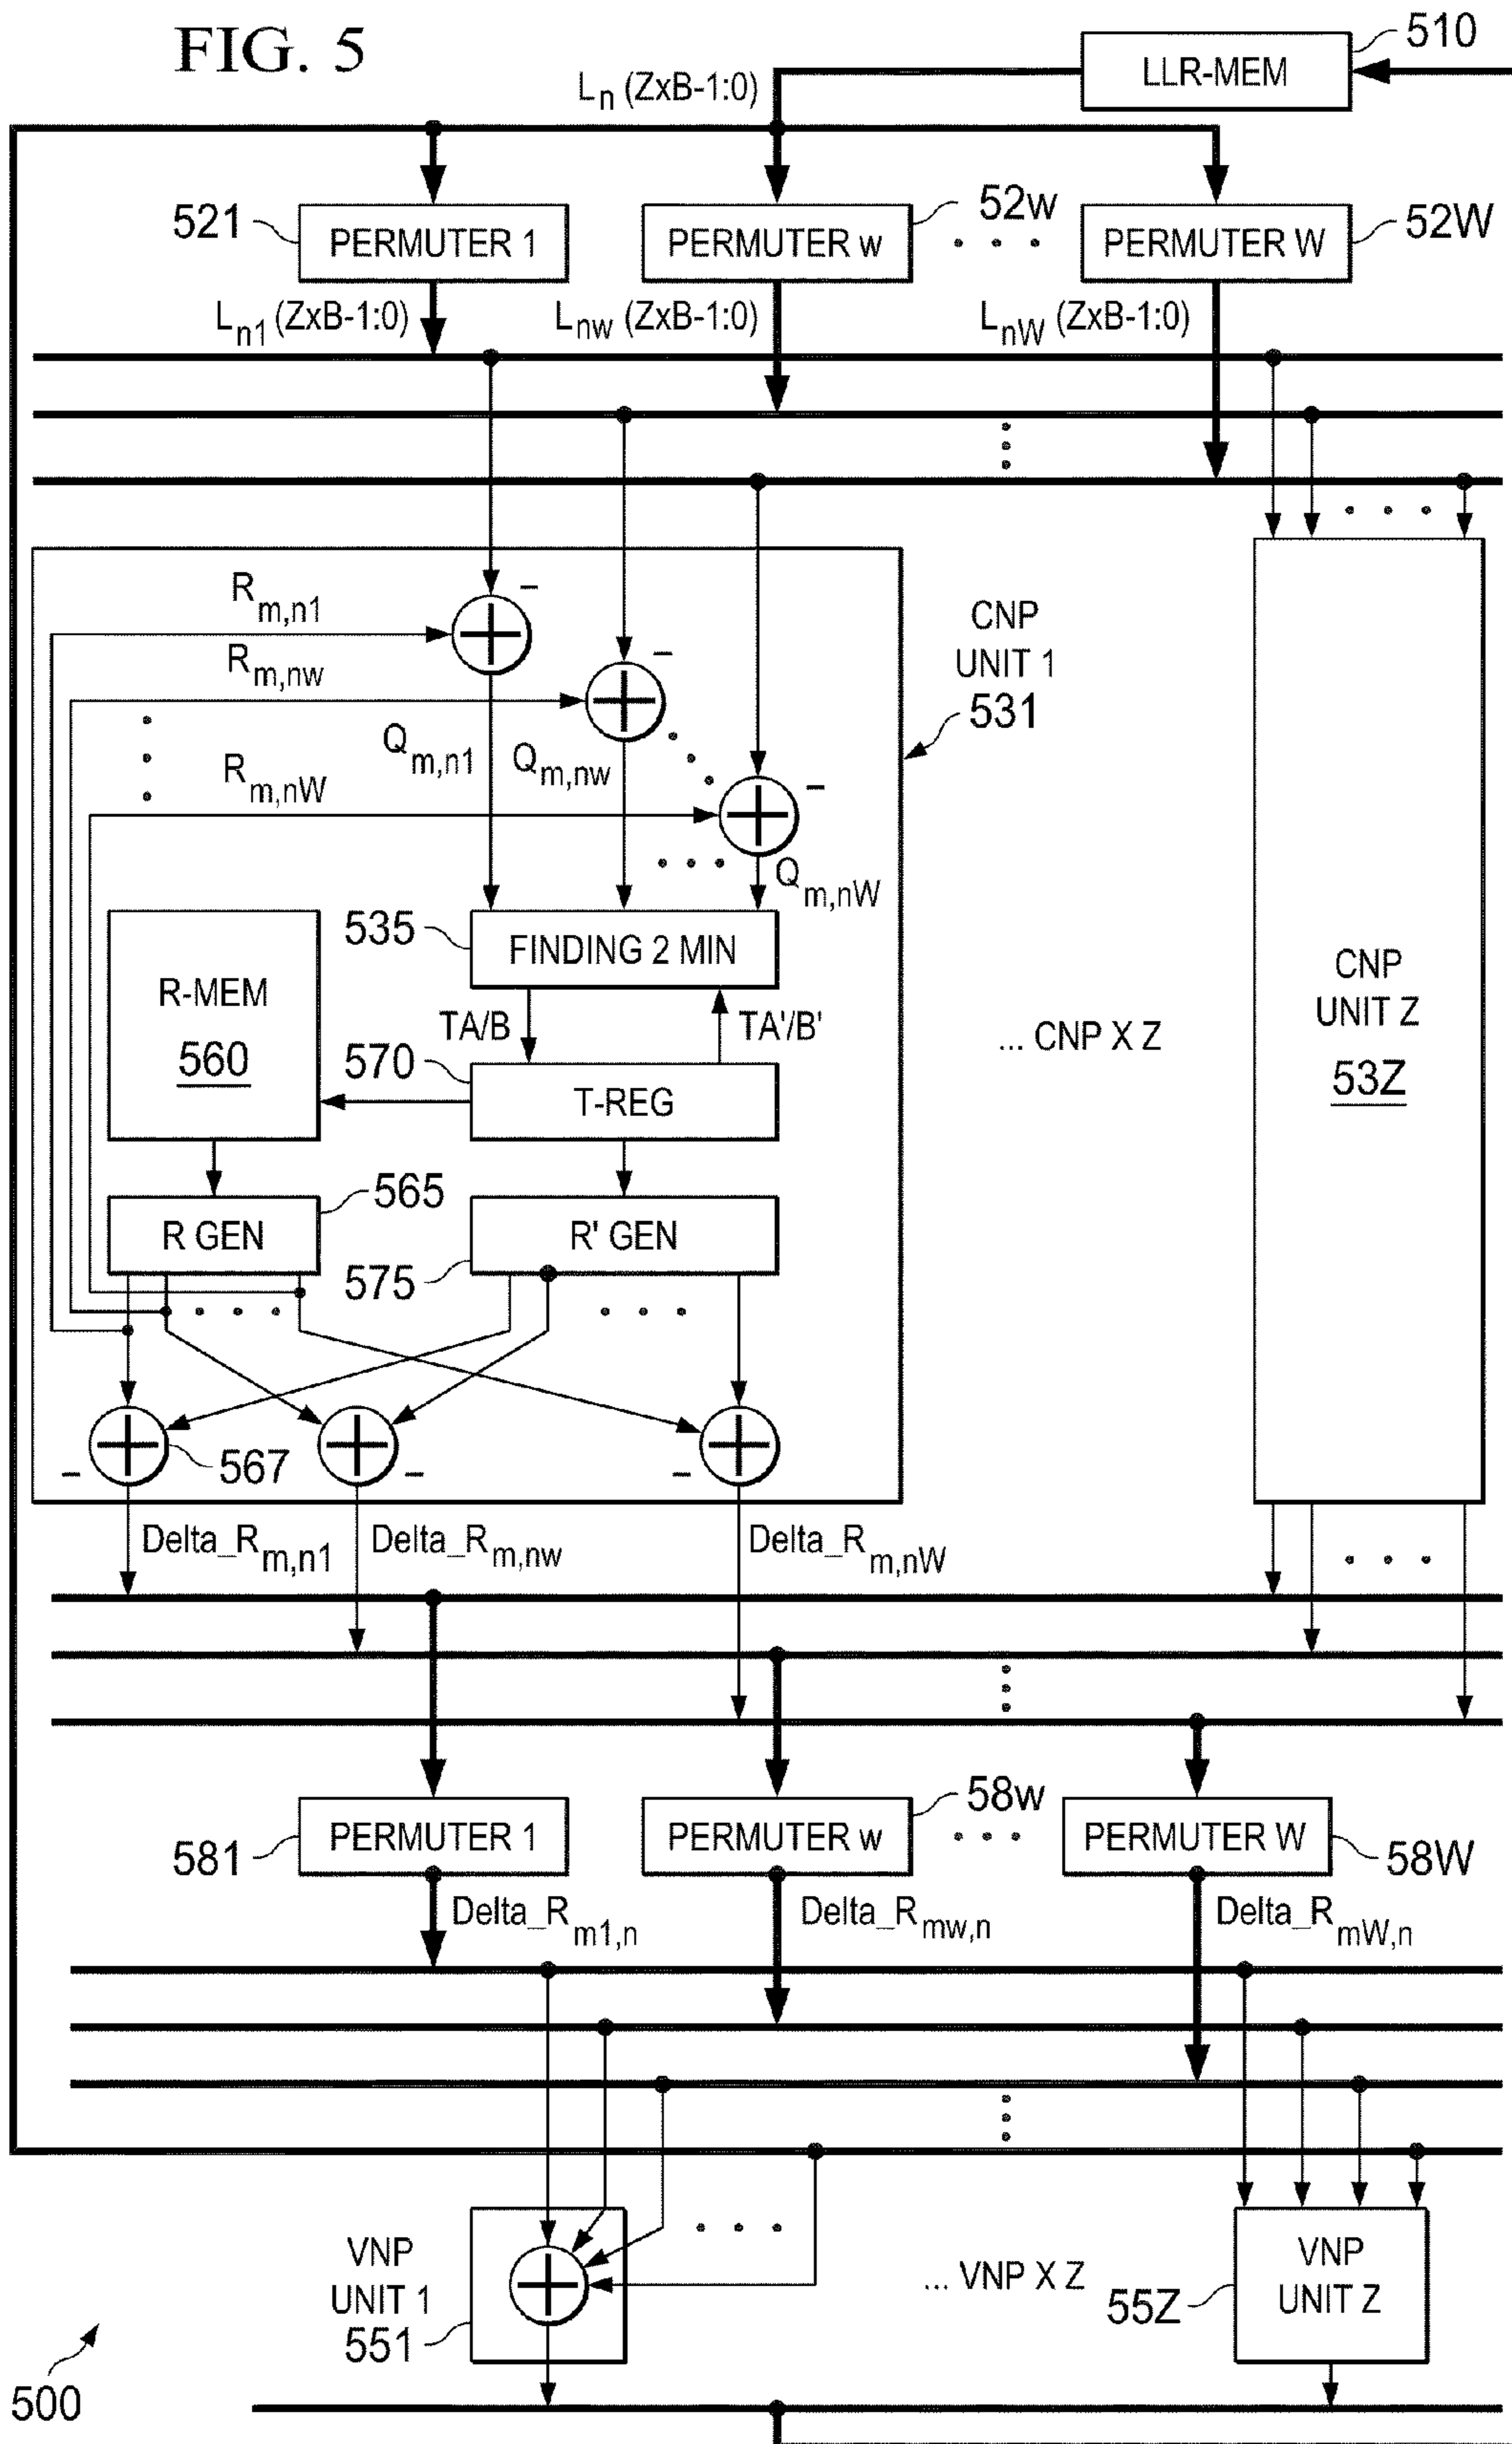 FIG. 5
510
LLR-MEM
Ln (ZxB-1:0)
521
PERMUTER 1
52w
PERMUTER w
. . .
52W
PERMUTER W
Ln1 (ZxB-1:0)
Lnw (ZxB-1:0)
LnW (ZxB-1:0)
. . .
Rm,n1
–
Rm,nw
–
Rm,nW
–
Qm,n1
Qm,nw
Qm,nW
CNP
UNIT 1
531
535
FINDING 2 MIN
R-MEM
560
TA/B
TA'/B'
570
T-REG
... CNP X Z
CNP
UNIT Z
53Z
565
R GEN
R' GEN
575
. . .
. . .
567
–
–
–
Delta_Rm,n1
Delta_Rm,nw
Delta_Rm,nW
. . .
581
PERMUTER 1
58w
PERMUTER w
. . .
PERMUTER W
58W
Delta_Rm1,n
Delta_Rmw,n
Delta_RmW,n
. . .
VNP
UNIT 1
551
... VNP X Z
55Z
VNP
UNIT Z
500